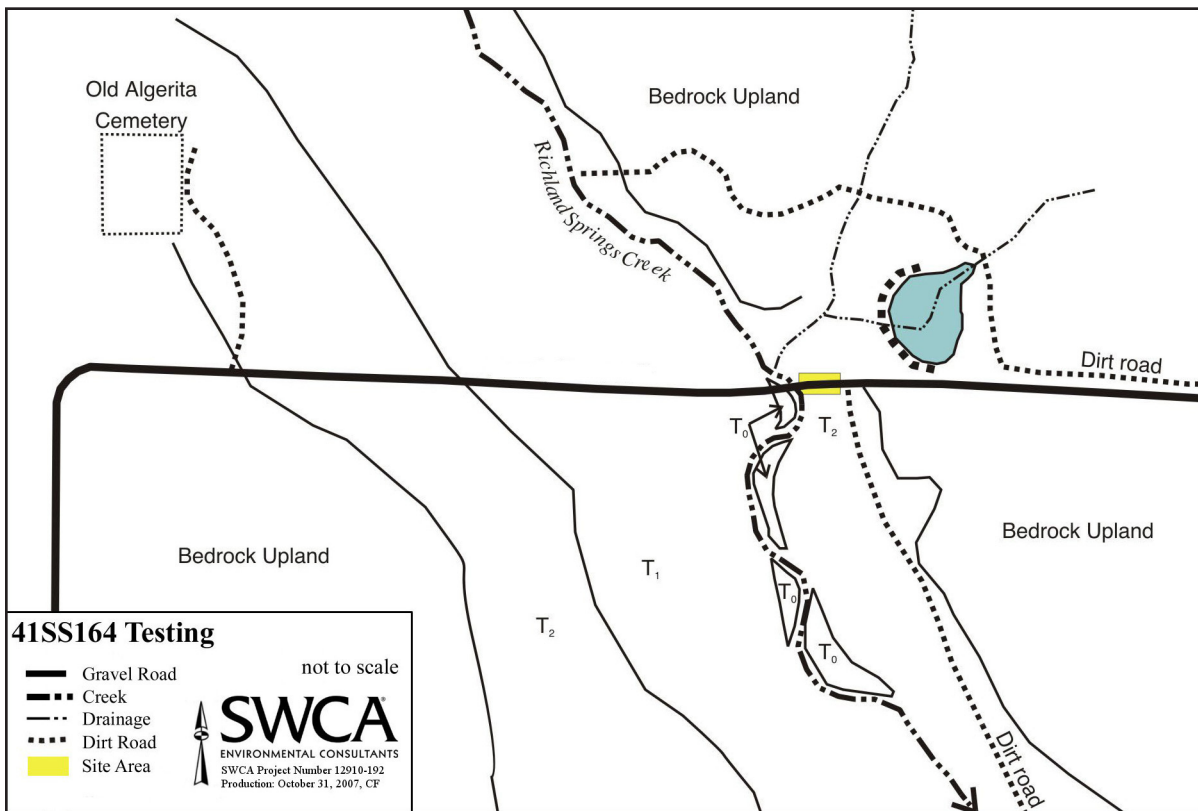 Old Algerita
Cemetery
Bedrock Upland
Richland Springs Creek
Dirt road
T₀
T₂
Bedrock Upland
Bedrock Upland
T₁
T₂
T₀
T₀
Dirt road
41SS164 Testing
not to scale
Gravel Road
Creek
Drainage
Dirt Road
Site Area
SWCA®
ENVIRONMENTAL CONSULTANTS
SWCA Project Number 12910-192
Production: October 31, 2007, CF